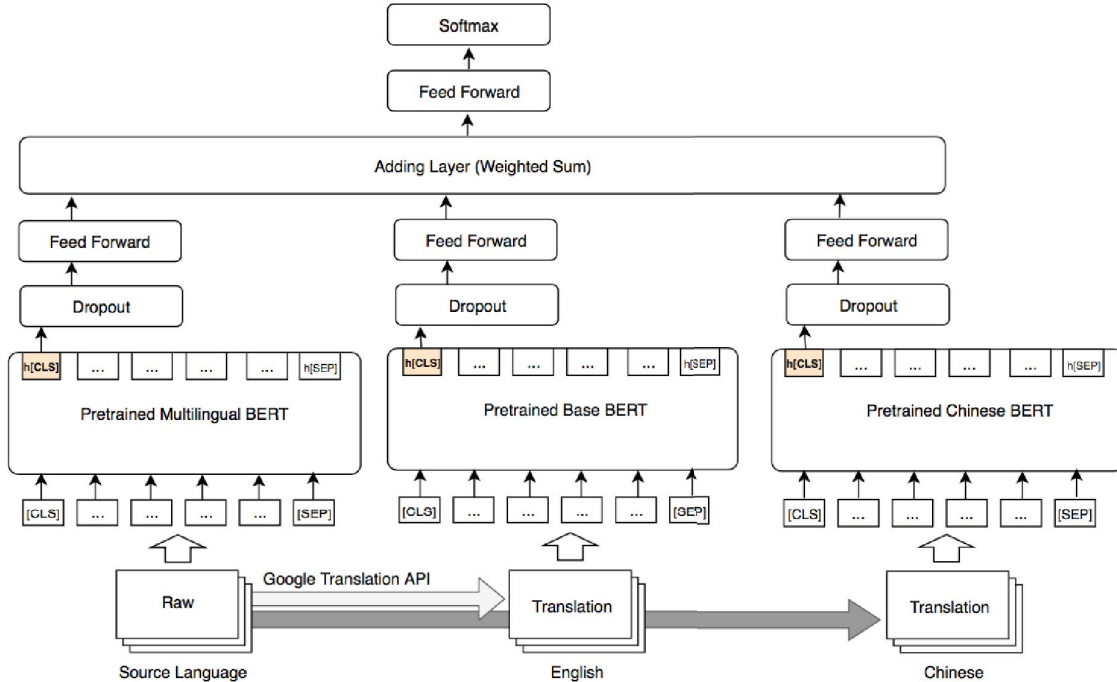 Softmax
Feed Forward
Adding Layer (Weighted Sum)
Feed Forward Feed Forward Feed Forward
Dropout Dropout Dropout
h[CLS] ... ... ... ... h[SEP] h[CLS] ... ... ... ... h[SEP] h[CLS] ... ... ... ... h[SEP]
Pretrained Multilingual BERT Pretrained Base BERT Pretrained Chinese BERT
[CLS] ... ... ... ... [SEP] [CLS] ... ... ... ... [SEP] [CLS] ... ... ... ... [SEP]
Google Translation API
Raw Translation Translation
Source Language English Chinese